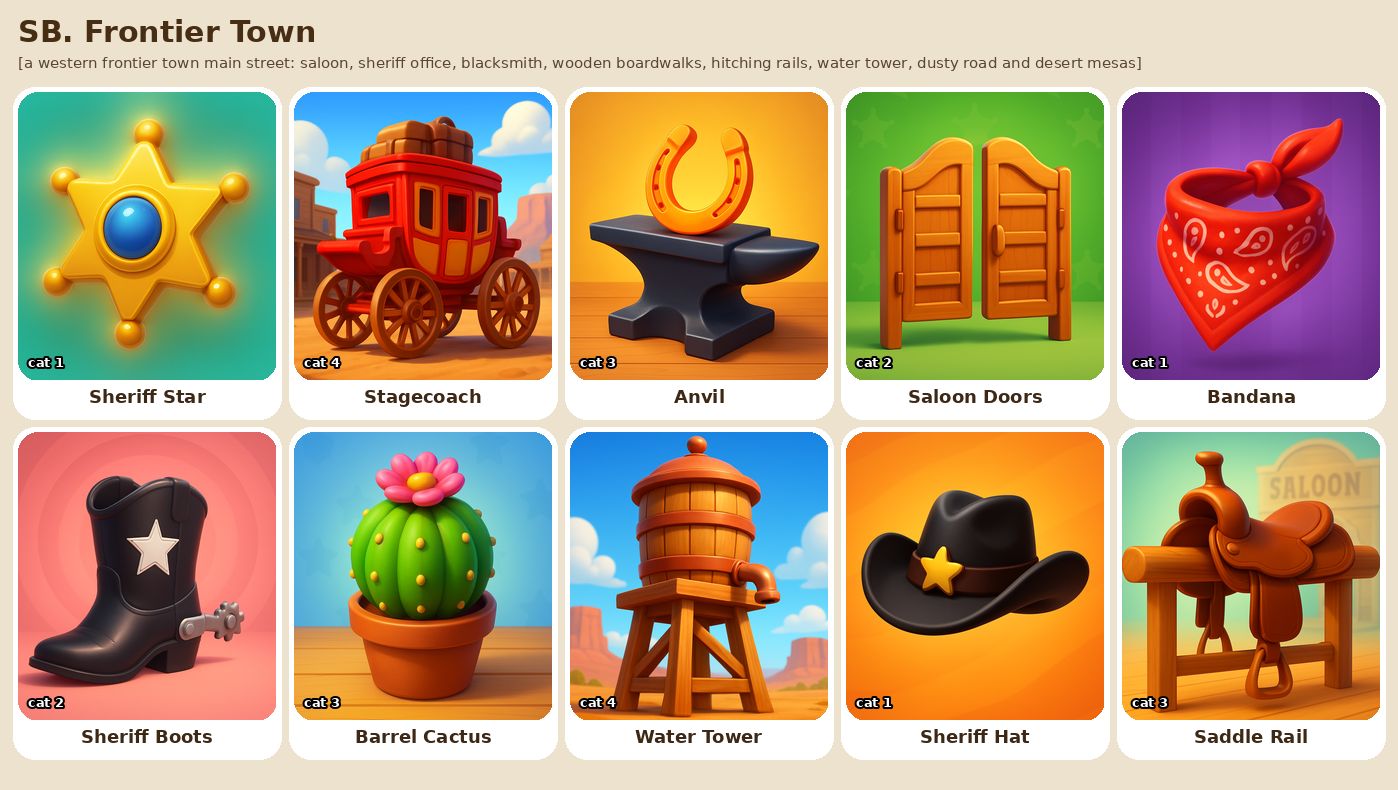 SB. Frontier Town
[a western frontier town main street: saloon, sheriff office, blacksmith, wooden boardwalks, hitching rails, water tower, dusty road and desert mesas]
cat 1
Sheriff Star
cat 4
Stagecoach
cat 3
Anvil
cat 2
Saloon Doors
cat 1
Bandana
cat 2
Sheriff Boots
cat 3
Barrel Cactus
cat 4
Water Tower
cat 1
Sheriff Hat
SALOON
cat 3
Saddle Rail